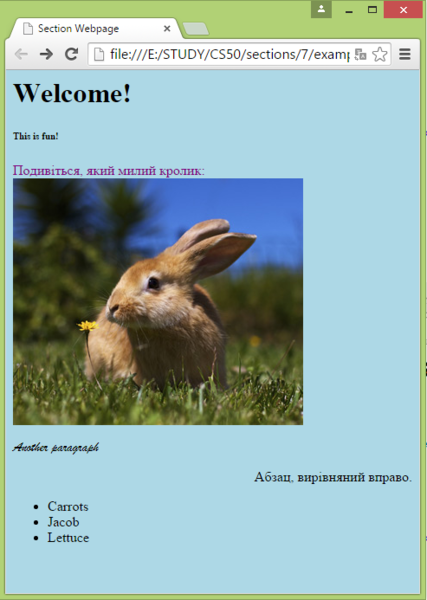 Section Webpage
file:///E:/STUDY/CS50/sections/7/examp
Welcome!
This is fun!
Подивіться, який милий кролик:
Another paragraph
Абзац, вирівняний вправо.
Carrots
Jacob
Lettuce